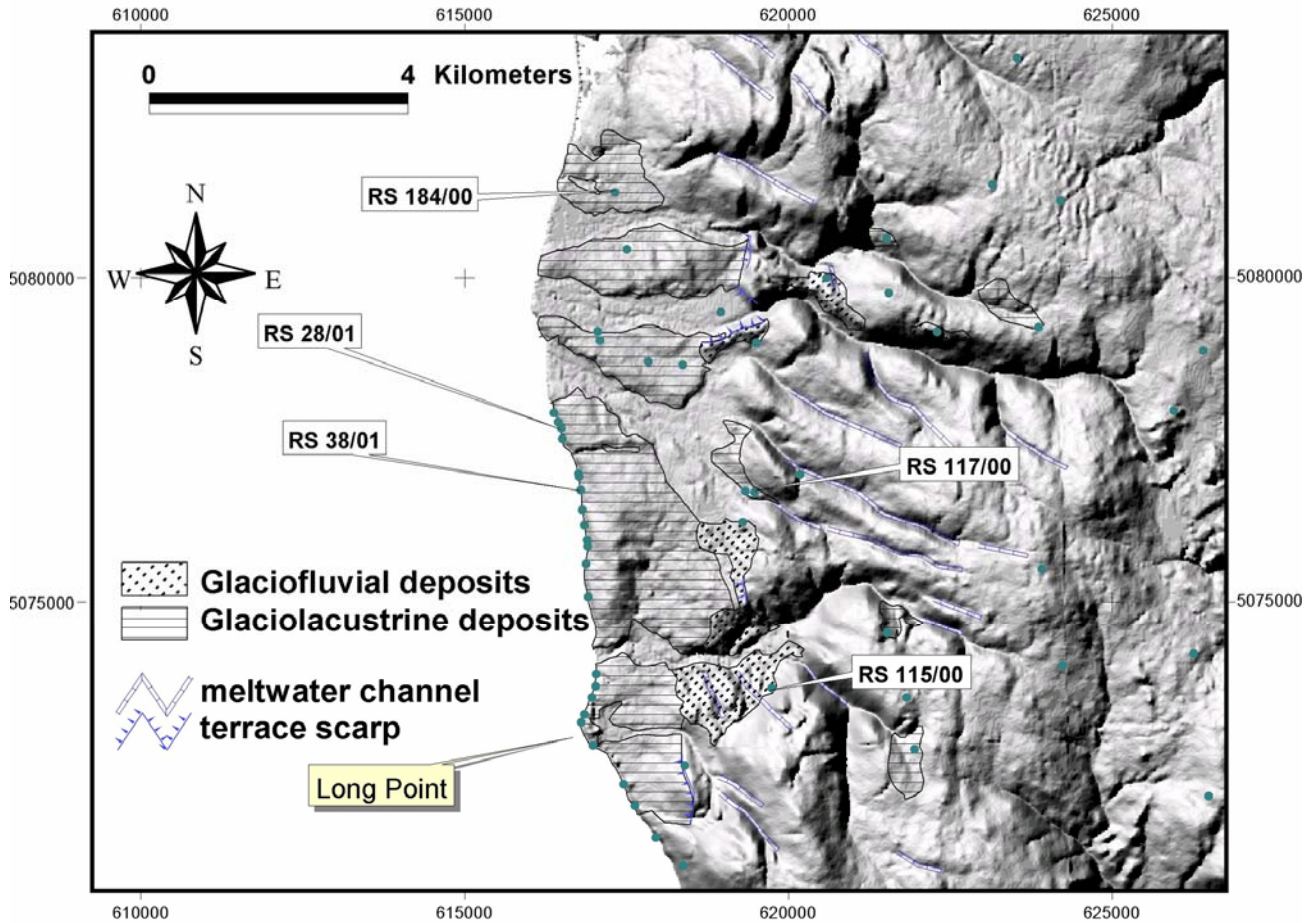 610000 615000 620000 625000
0 4 Kilometers
RS 184/00
N
W E
S
5080000 5080000
RS 28/01
RS 38/01
RS 117/00
Glaciofluvial deposits
5075000 5075000
Glaciolacustrine deposits
RS 115/00
meltwater channel
terrace scarp
Long Point
610000 615000 620000 625000